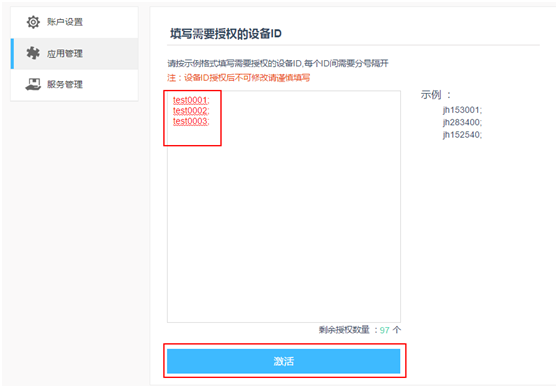 账户设置
应用管理
服务管理
填写需要授权的设备ID
请按示例格式填写需要授权的设备ID,每个ID间需要分号隔开
注：设备ID授权后不可修改请谨慎填写
test0001;
test0002;
test0003;
示例 ：
jh153001;
jh283400;
jh152540;
剩余授权数量 ：97 个
激活